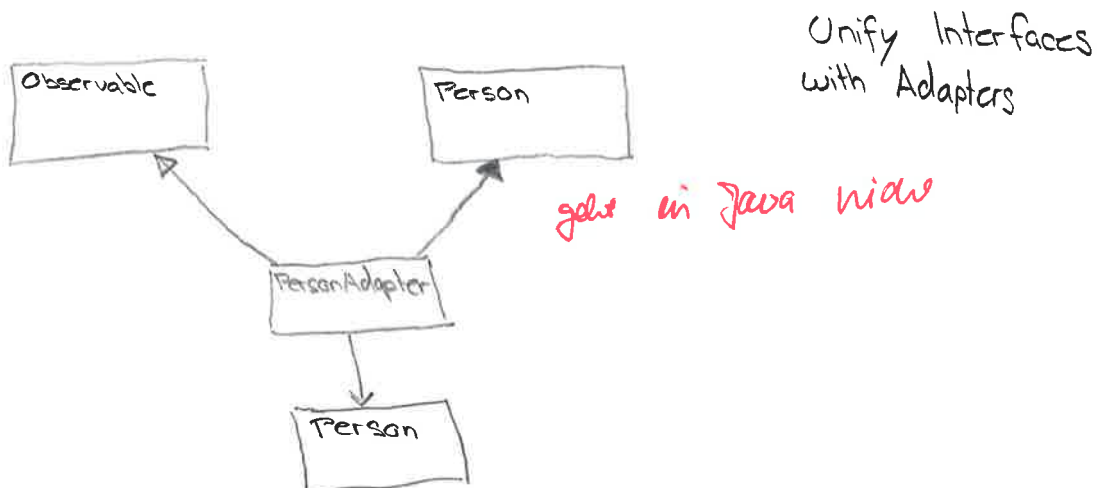 Unify Interfaces
with Adapters
Observable
Person
geht in Java nicht
PersonAdapter
Person